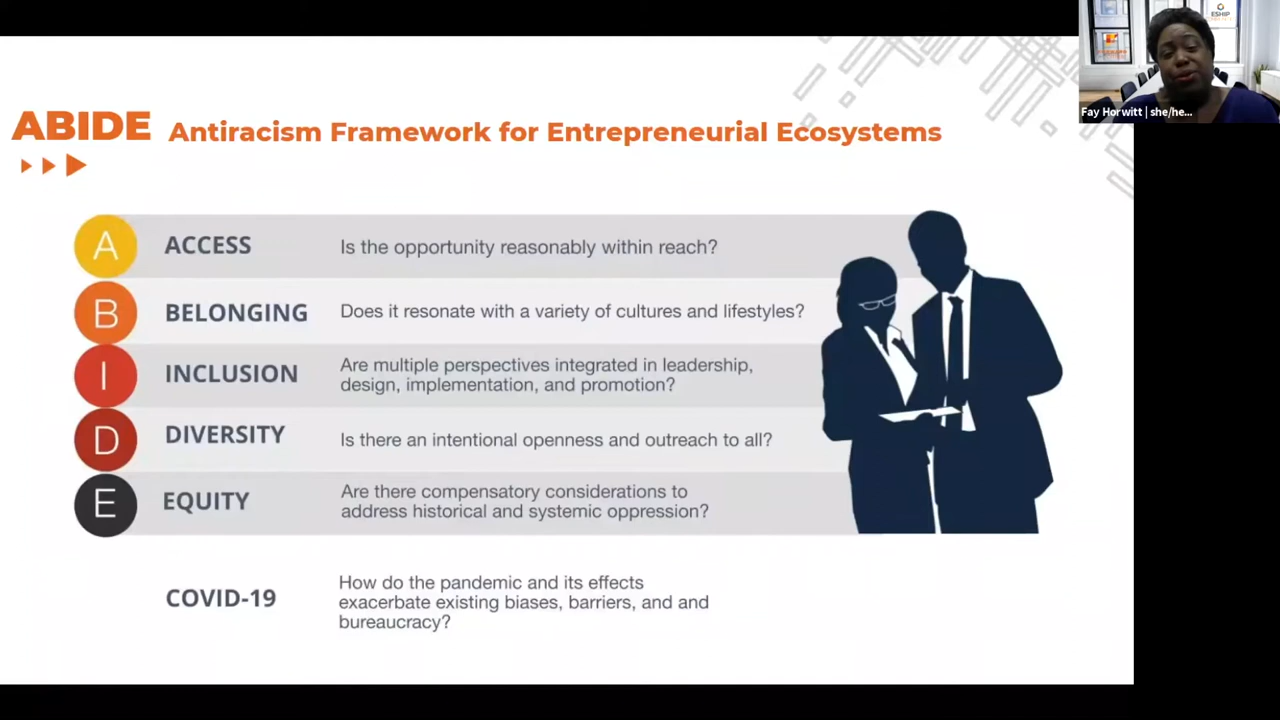 ESHIP
Fay Horwitt | she/he...
ABIDE Antiracism Framework for Entrepreneurial Ecosystems
A ACCESS Is the opportunity reasonably within reach?
B BELONGING Does it resonate with a variety of cultures and lifestyles?
I INCLUSION Are multiple perspectives integrated in leadership,
design, implementation, and promotion?
D DIVERSITY Is there an intentional openness and outreach to all?
E EQUITY Are there compensatory considerations to
address historical and systemic oppression?
COVID-19 How do the pandemic and its effects
exacerbate existing biases, barriers, and and
bureaucracy?